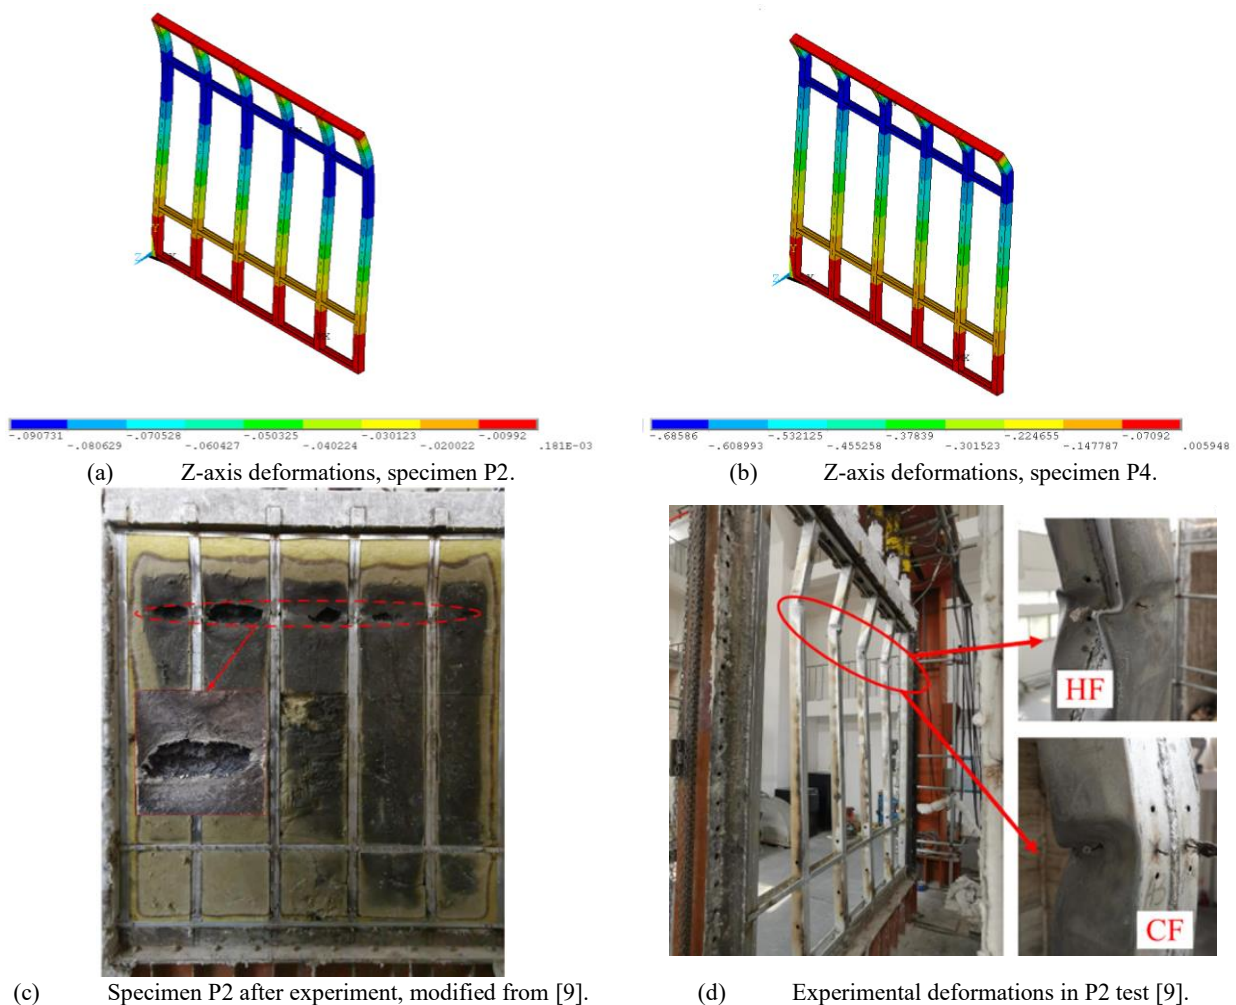 Y
Z
X
X
Y
Z
X
X
-.090731 -.070528 -.050325 -.030123 -.00992
-.080629 -.060427 -.040224 -.020022 .181E-03
-.68586 -.532125 -.37839 -.224655 -.07092
-.608993 -.455258 -.301523 -.147787 .005948
(a) Z-axis deformations, specimen P2.
(b) Z-axis deformations, specimen P4.
HF
CF
(c) Specimen P2 after experiment, modified from [9].
(d) Experimental deformations in P2 test [9].